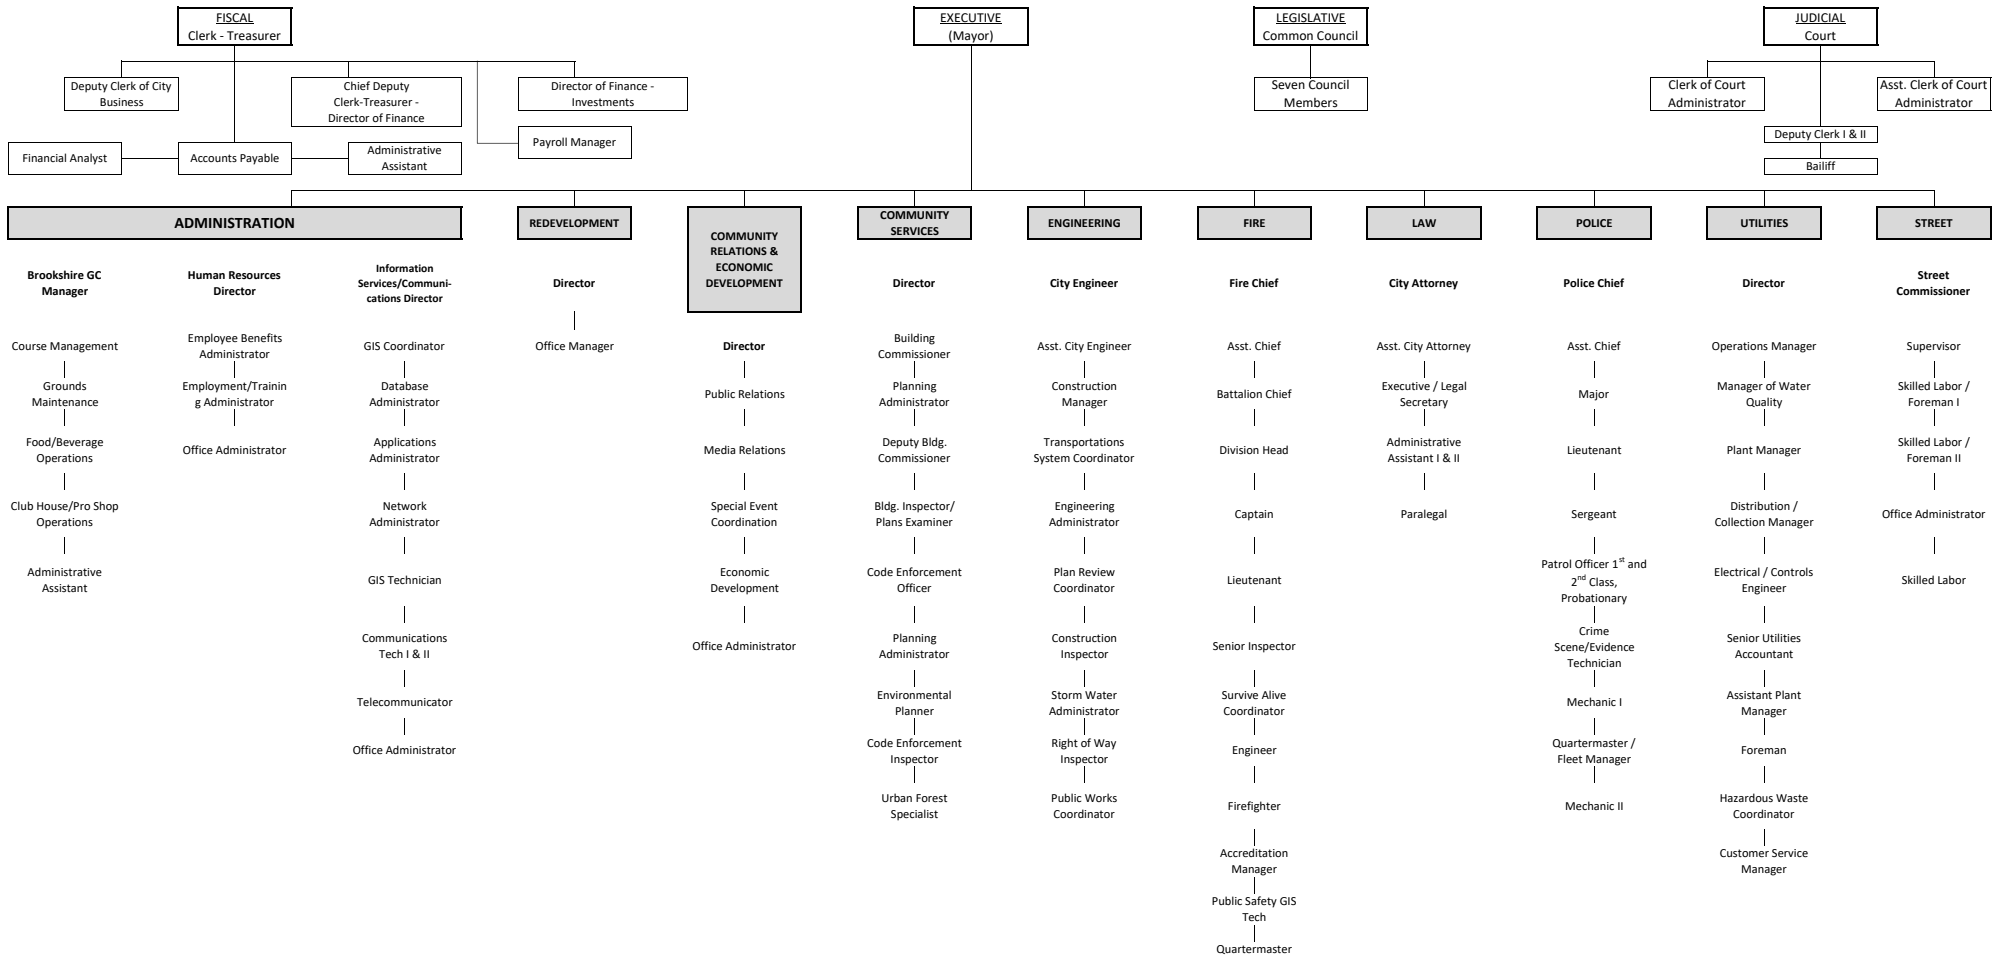 FISCAL
Clerk - Treasurer
EXECUTIVE
(Mayor)
LEGISLATIVE
Common Council
JUDICIAL
Court
Deputy Clerk of City
Business
Chief Deputy
Clerk-Treasurer -
Director of Finance
Director of Finance -
Investments
Seven Council
Members
Clerk of Court
Administrator
Asst. Clerk of Court
Administrator
Payroll Manager
Deputy Clerk I & II
Financial Analyst
Accounts Payable
Administrative
Assistant
Bailiff
ADMINISTRATION
Brookshire GC
Manager
Course Management
Grounds
Maintenance
Food/Beverage
Operations
Club House/Pro Shop
Operations
Administrative
Assistant
Human Resources
Director
Employee Benefits
Administrator
Employment/Trainin
g Administrator
Office Administrator
Information
Services/Communi-
cations Director
GIS Coordinator
Database
Administrator
Applications
Administrator
Network
Administrator
GIS Technician
Communications
Tech I & II
Telecommunicator
Office Administrator
REDEVELOPMENT
Director
Office Manager
COMMUNITY
RELATIONS &
ECONOMIC
DEVELOPMENT
Director
Public Relations
Media Relations
Special Event
Coordination
Economic
Development
Office Administrator
COMMUNITY
SERVICES
Director
Building
Commissioner
Planning
Administrator
Deputy Bldg.
Commissioner
Bldg. Inspector/
Plans Examiner
Code Enforcement
Officer
Planning
Administrator
Environmental
Planner
Code Enforcement
Inspector
Urban Forest
Specialist
ENGINEERING
City Engineer
Asst. City Engineer
Construction
Manager
Transportations
System Coordinator
Engineering
Administrator
Plan Review
Coordinator
Construction
Inspector
Storm Water
Administrator
Right of Way
Inspector
Public Works
Coordinator
FIRE
Fire Chief
Asst. Chief
Battalion Chief
Division Head
Captain
Lieutenant
Senior Inspector
Survive Alive
Coordinator
Engineer
Firefighter
Accreditation
Manager
Public Safety GIS
Tech
Quartermaster
LAW
City Attorney
Asst. City Attorney
Executive / Legal
Secretary
Administrative
Assistant I & II
Paralegal
POLICE
Police Chief
Asst. Chief
Major
Lieutenant
Sergeant
Patrol Officer 1st and
2nd Class,
Probationary
Crime
Scene/Evidence
Technician
Mechanic I
Quartermaster /
Fleet Manager
Mechanic II
UTILITIES
Director
Operations Manager
Manager of Water
Quality
Plant Manager
Distribution /
Collection Manager
Electrical / Controls
Engineer
Senior Utilities
Accountant
Assistant Plant
Manager
Foreman
Hazardous Waste
Coordinator
Customer Service
Manager
STREET
Street
Commissioner
Supervisor
Skilled Labor /
Foreman I
Skilled Labor /
Foreman II
Office Administrator
Skilled Labor